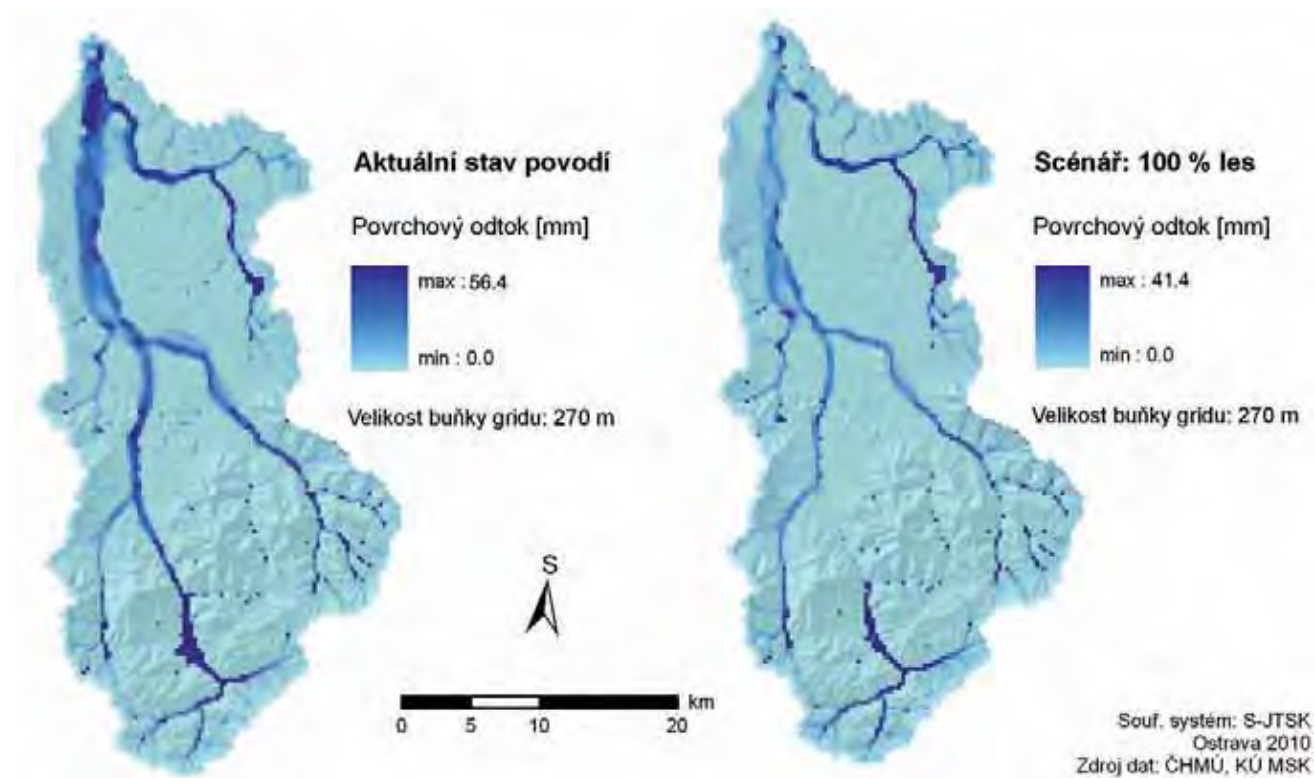 Aktuální stav povodí
Povrchový odtok [mm]
max : 56.4
min : 0.0
Velikost buňky gridu: 270 m
Scénář: 100 % les
Povrchový odtok [mm]
max : 41.4
min : 0.0
Velikost buňky gridu: 270 m
S
km
0 5 10 20
Souř. systém: S-JTSK
Ostrava 2010
Zdroj dat: ČHMÚ, KÚ MSK